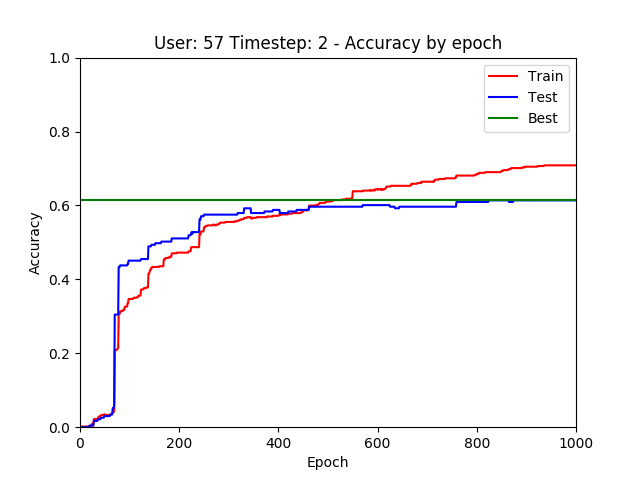 User: 57 Timestep: 2 - Accuracy by epoch
1.0
0.8
0.6
0.4
0.2
0.0
Accuracy
Train
Test
Best
0 200 400 600 800 1000
Epoch